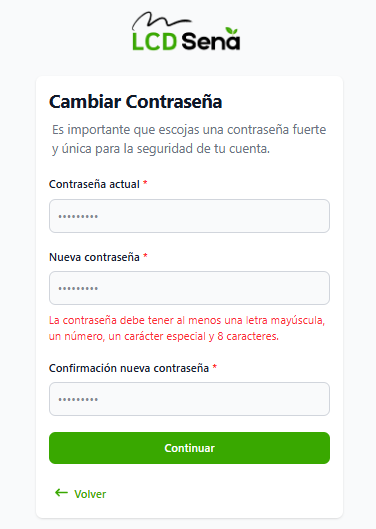 LCD Sena
Cambiar Contraseña
Es importante que escojas una contraseña fuerte
y única para la seguridad de tu cuenta.
Contraseña actual *
•••••••••
Nueva contraseña *
•••••••••
La contraseña debe tener al menos una letra mayúscula,
un número, un carácter especial y 8 caracteres.
Confirmación nueva contraseña *
•••••••••
Continuar
← Volver